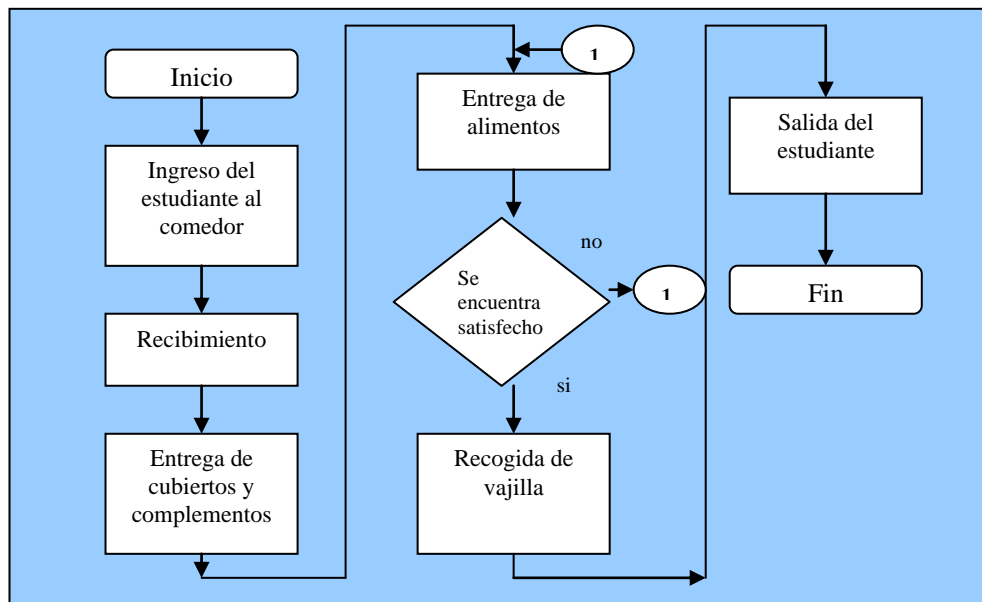 Inicio
Ingreso del
estudiante al
comedor
Recibimiento
Entrega de
cubiertos y
complementos
1
Entrega de
alimentos
Se
encuentra
satisfecho
no
1
si
Recogida de
vajilla
Salida del
estudiante
Fin